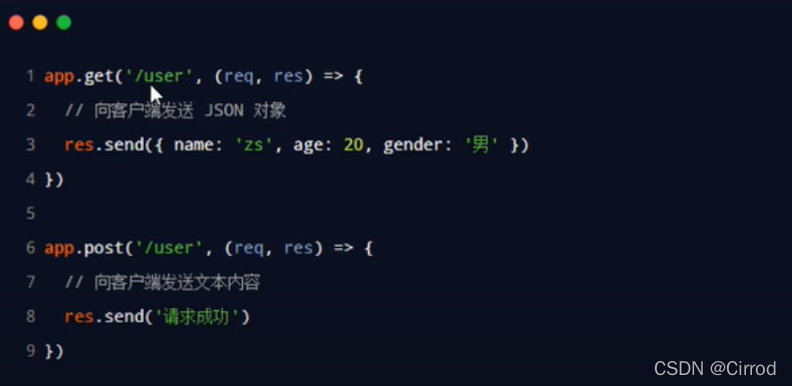 1 app.get('/user', (req, res) => {
2 // 向客户端发送 JSON 对象
3 res.send({ name: 'zs', age: 20, gender: '男' })
4 })
5
6 app.post('/user', (req, res) => {
7 // 向客户端发送文本内容
8 res.send('请求成功')
9 })
CSDN @Cirrod